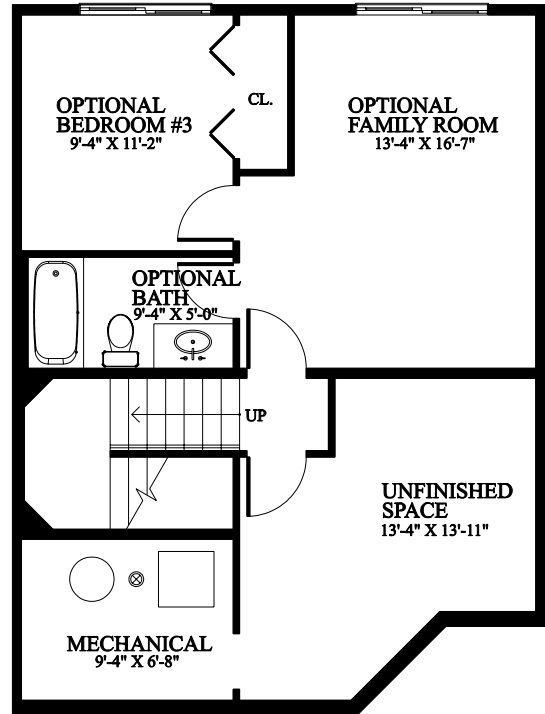 OPTIONAL
BEDROOM #3
9'-4" X 11'-2"
CL.
OPTIONAL
FAMILY ROOM
13'-4" X 16'-7"
OPTIONAL
BATH
9'-4" X 5'-0"
UP
UNFINISHED
SPACE
13'-4" X 13'-11"
MECHANICAL
9'-4" X 6'-8"